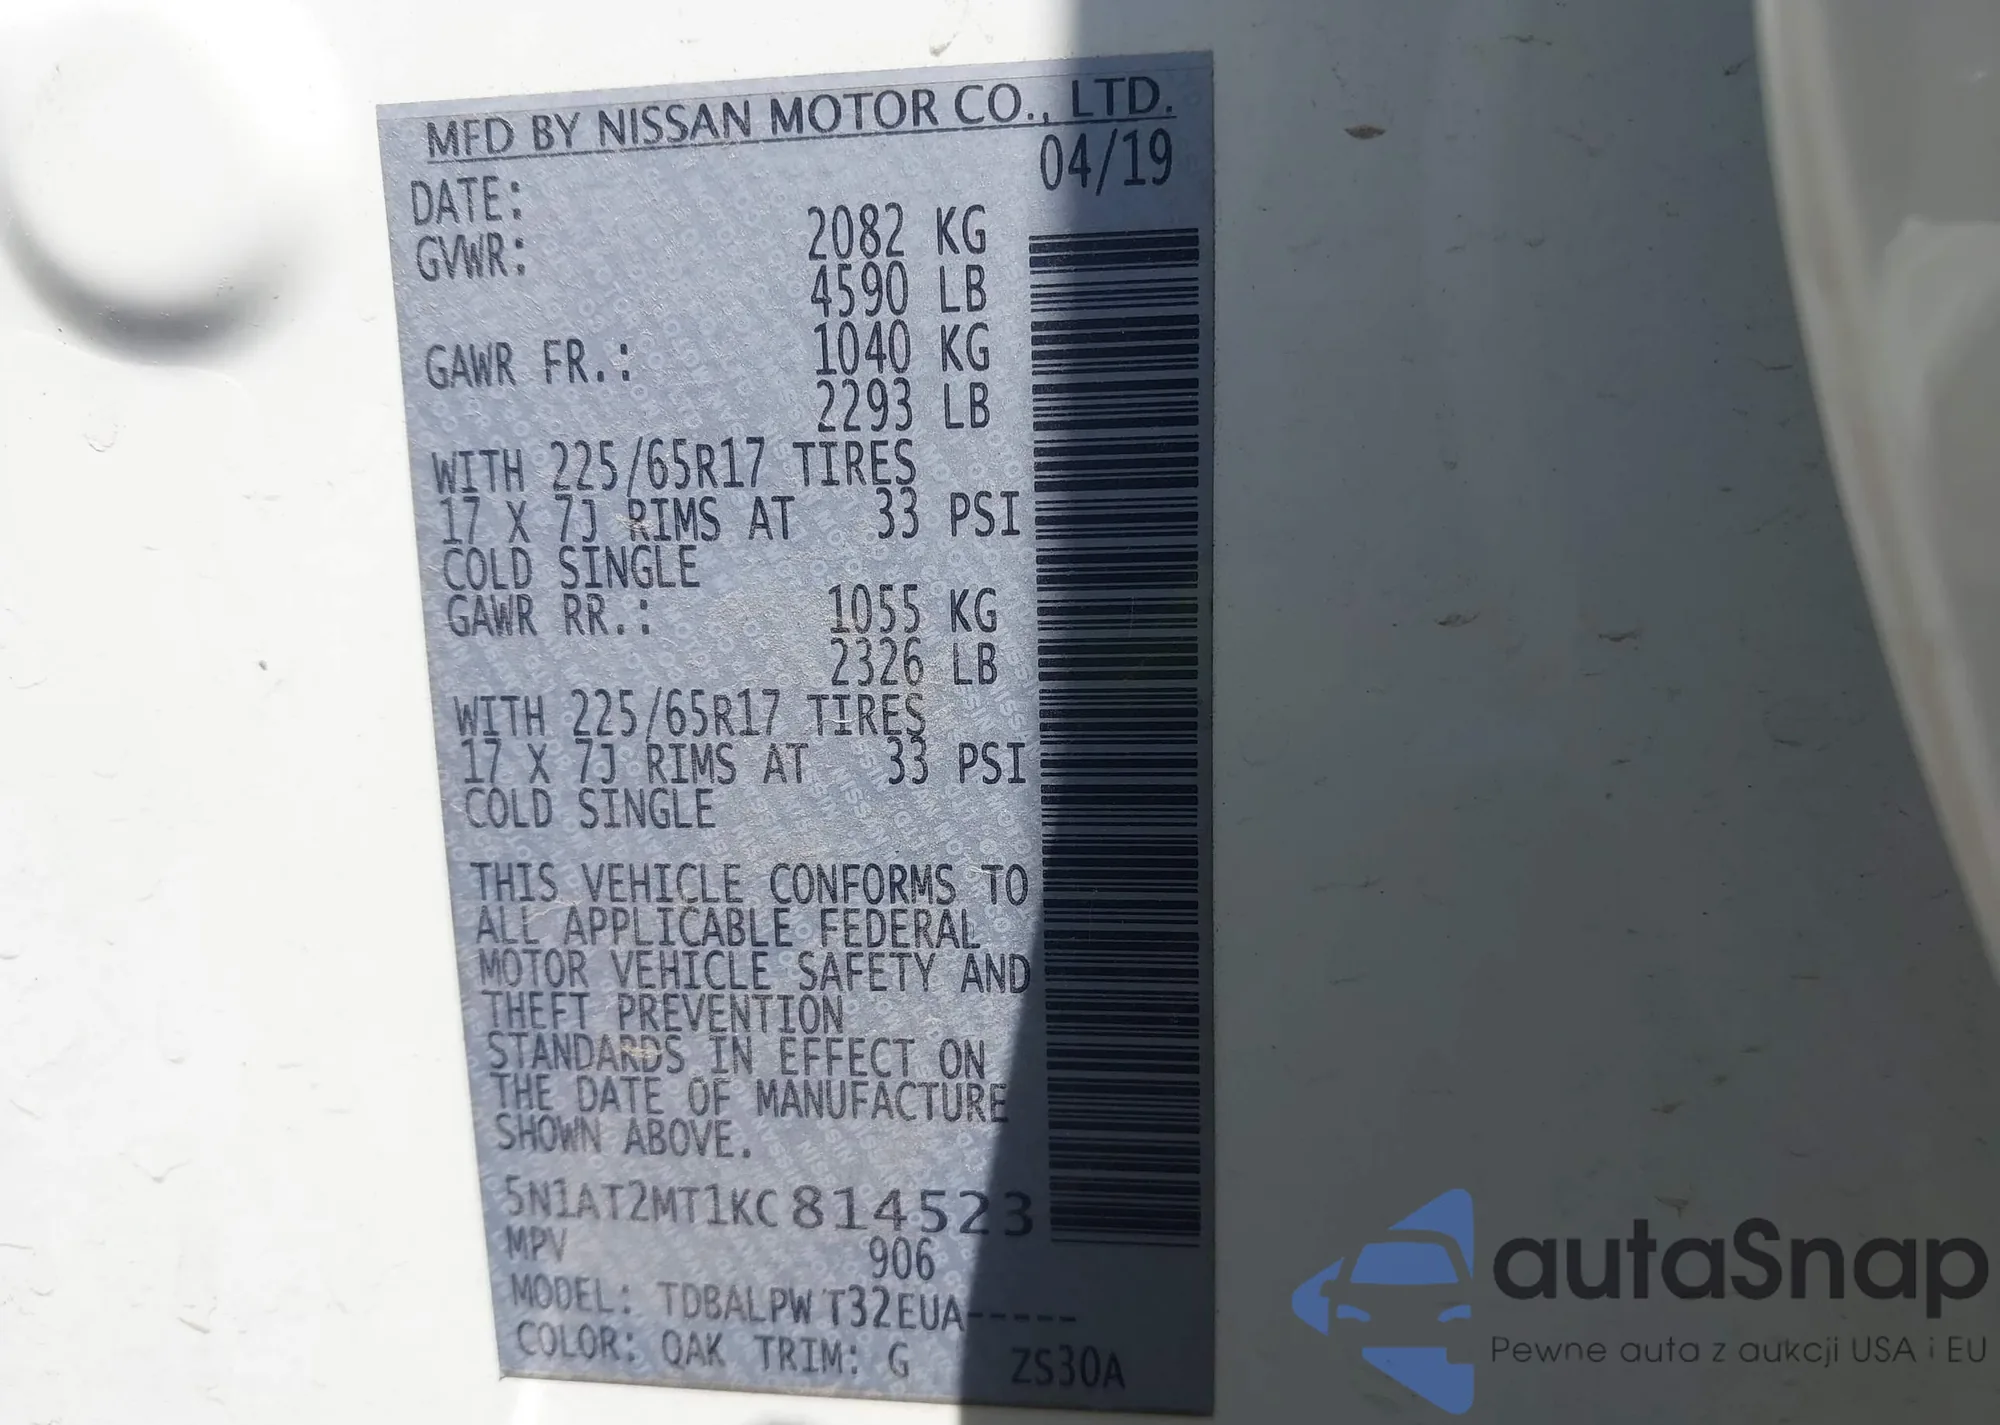 MFD BY NISSAN MOTOR CO., LTD.
DATE: 04/19
GVWR: 2082 KG
4590 LB
GAWR FR.: 1040 KG
2293 LB
WITH 225/65R17 TIRES
17 X 7J RIMS AT 33 PSI
COLD SINGLE
GAWR RR.: 1055 KG
2326 LB
WITH 225/65R17 TIRES
17 X 7J RIMS AT 33 PSI
COLD SINGLE
THIS VEHICLE CONFORMS TO
ALL APPLICABLE FEDERAL
MOTOR VEHICLE SAFETY AND
THEFT PREVENTION
STANDARDS IN EFFECT ON
THE DATE OF MANUFACTURE
SHOWN ABOVE.
5N1AT2MT1KC814523
MPV 906
MODEL: TDBALPWT32EUA-----
COLOR: QAK TRIM: G ZS30A
autoSnap
Pewne auta z aukcji USA i EU